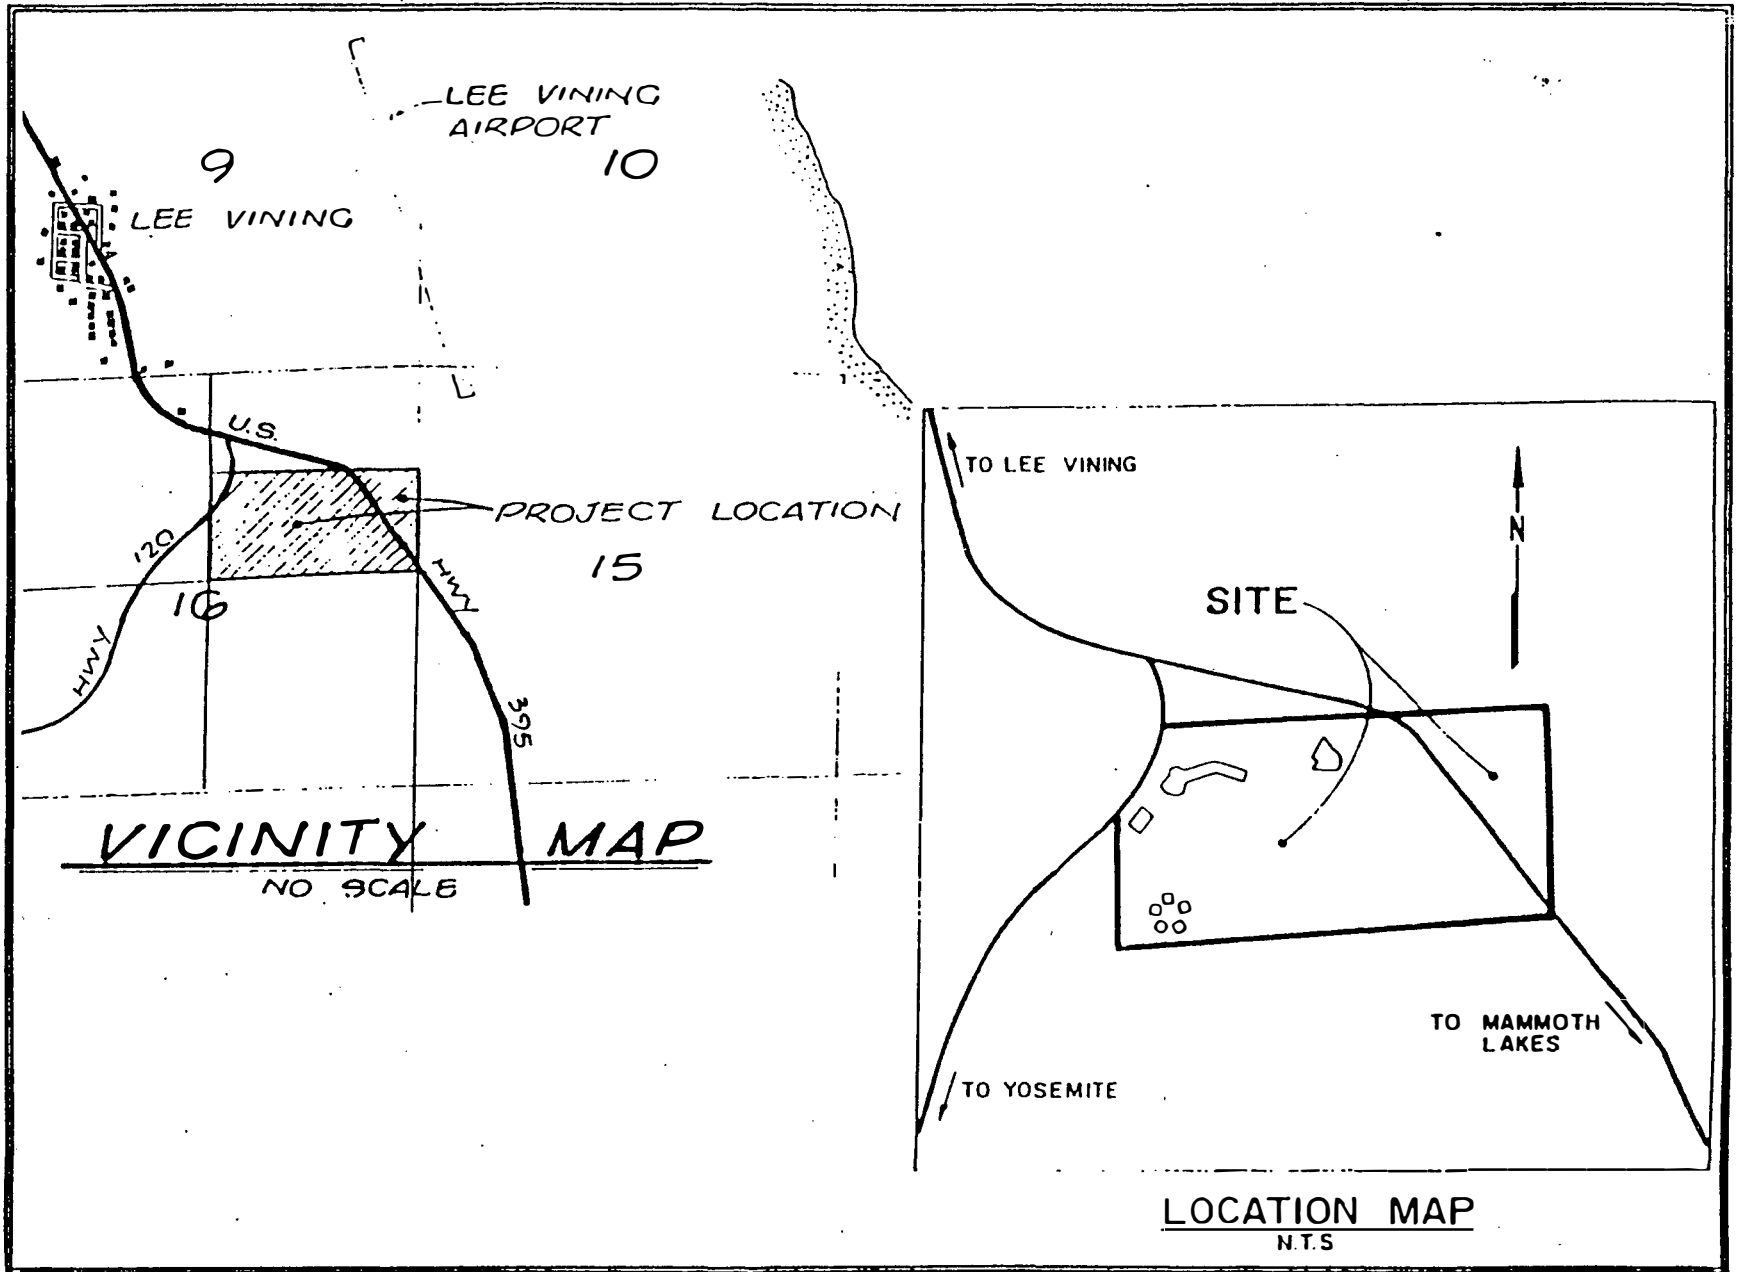 LEE VINING
AIRPORT
9
10
LEE VINING
U.S.
PROJECT LOCATION
120
15
HWY
16
HWY
395
VICINITY MAP
NO SCALE
TO LEE VINING
N
SITE
TO MAMMOTH
LAKES
TO YOSEMITE
LOCATION MAP
N.T.S